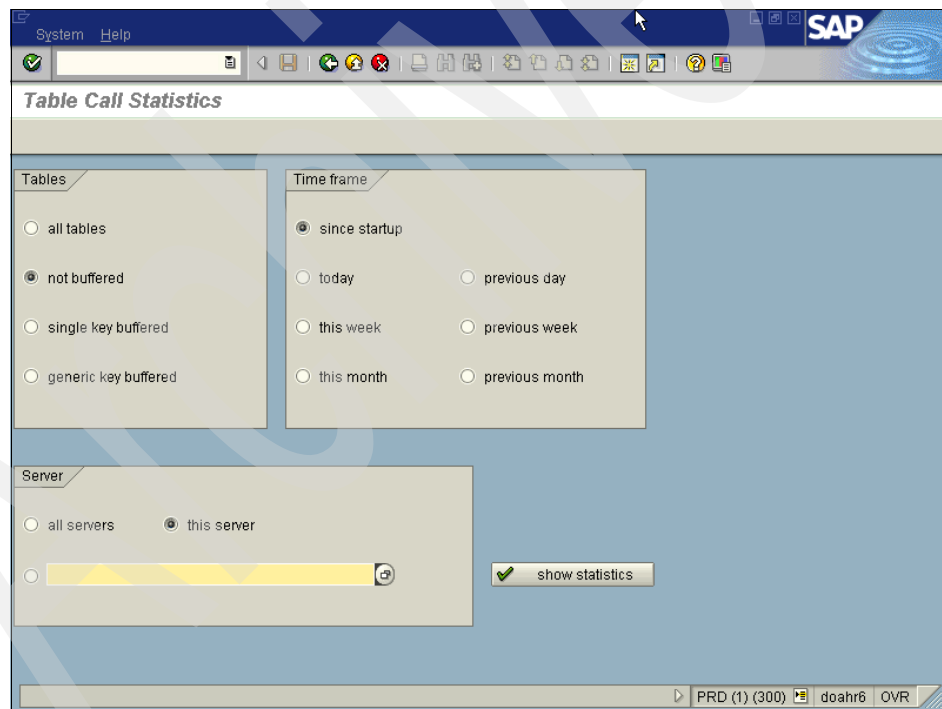 System Help
SAP
Table Call Statistics
Tables
all tables
not buffered
single key buffered
generic key buffered
Time frame
since startup
today previous day
this week previous week
this month previous month
Server
all servers this server
show statistics
PRD (1) (300) doahr6 OVR